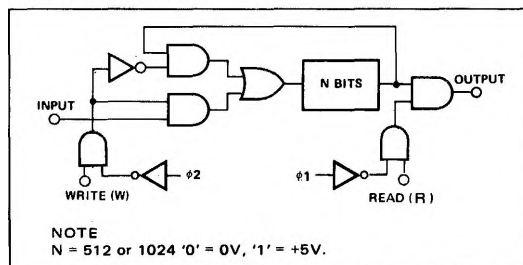 INPUT
N BITS
OUTPUT
WRITE (W)
φ2
φ1
READ (R)
NOTE
N = 512 or 1024 '0' = 0V, '1' = +5V.